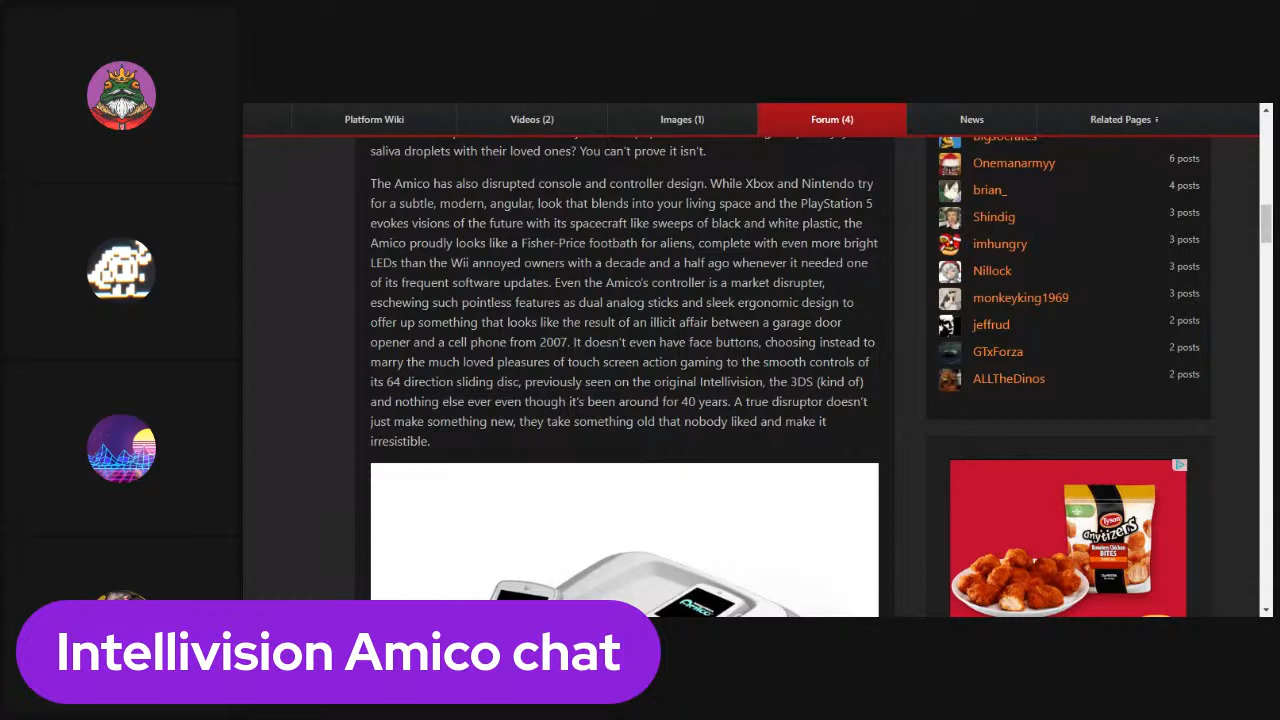 Platform Wiki
Videos (2)
Images (1)
Forum (4)
News
Related Pages
saliva droplets with their loved ones? You can't prove it isn't.
The Amico has also disrupted console and controller design. While Xbox and Nintendo try
for a subtle, modern, angular, look that blends into your living space and the PlayStation 5
evokes visions of the future with its spacecraft like sweeps of black and white plastic, the
Amico proudly looks like a Fisher-Price footbath for aliens, complete with even more bright
LEDs than the Wii annoyed owners with a decade and a half ago whenever it needed one
of its frequent software updates. Even the Amico's controller is a market disrupter,
eschewing such pointless features as dual analog sticks and sleek ergonomic design to
offer up something that looks like the result of an illicit affair between a garage door
opener and a cell phone from 2007. It doesn't even have face buttons, choosing instead to
marry the much loved pleasures of touch screen action gaming to the smooth controls of
its 64 direction sliding disc, previously seen on the original Intellivision, the 3DS (kind of)
and nothing else ever even though it's been around for 40 years. A true disruptor doesn't
just make something new, they take something old that nobody liked and make it
irresistible.
AMICO
bigsocrates
Onemanarmyy 6 posts
brian_ 4 posts
Shindig 3 posts
imhungry 3 posts
Nillock 3 posts
monkeyking1969 3 posts
jeffrud 2 posts
GTxForza 2 posts
ALLTheDinos 2 posts
Tyson
anytizers
Boneless Chicken
BITES
Intellivision Amico chat